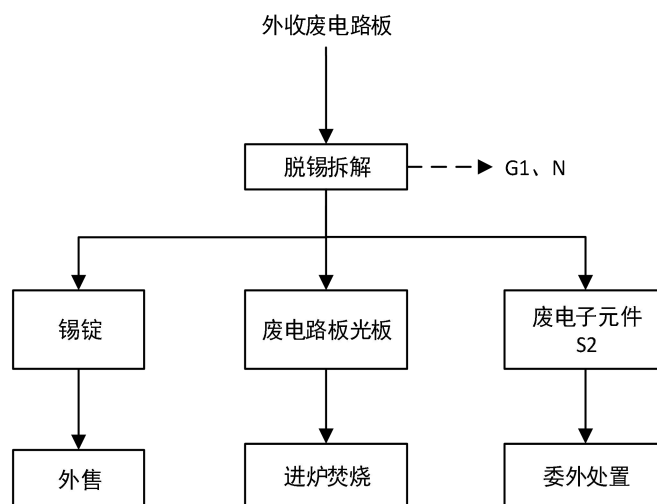 外收废电路板
脱锡拆解
G1、N
锡锭
废电路板光板
废电子元件
S2
外售
进炉焚烧
委外处置